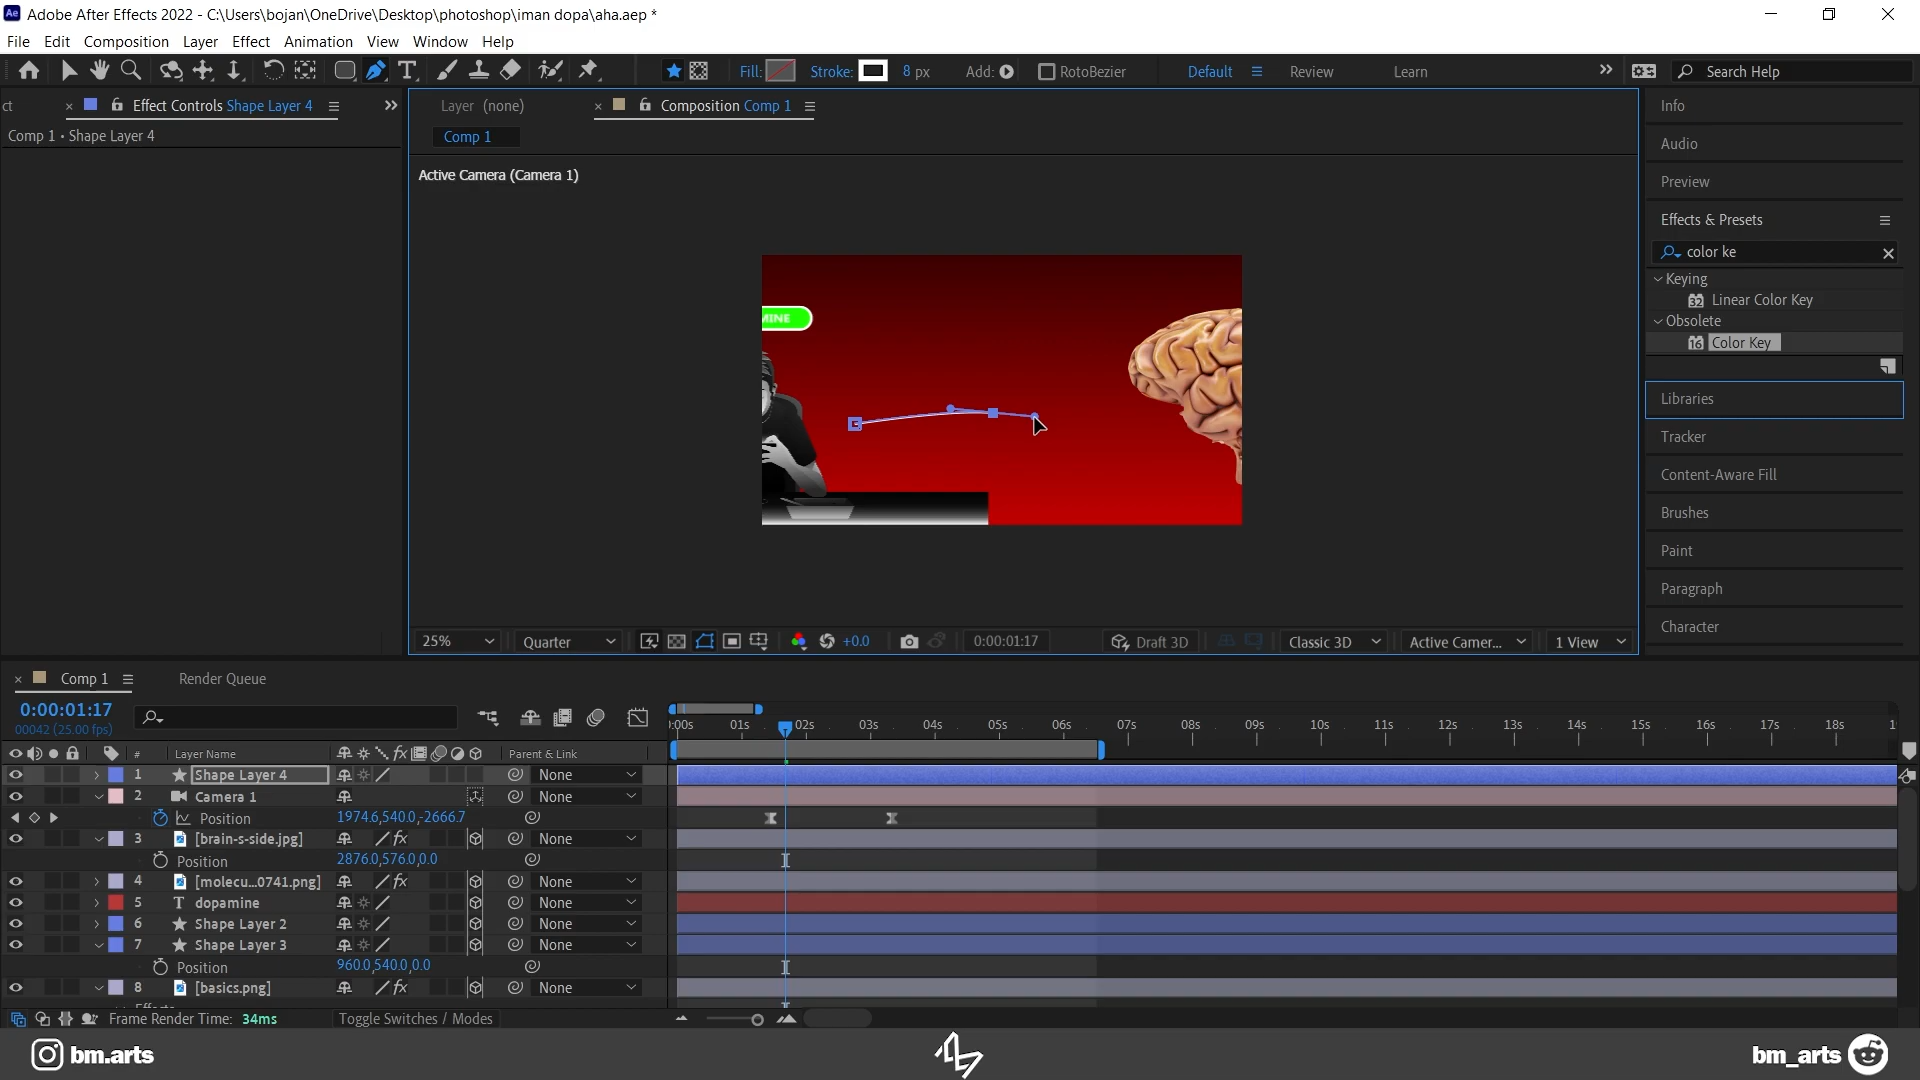 Adobe After Effects 2022 - C:\Users\bojan\OneDrive\Desktop\photoshop\iman dopa\aha.aep *
File Edit Composition Layer Effect Animation View Window Help
Fill: Stroke: 8 px Add: RotoBezier Default Review Learn Search Help
ct × Effect Controls Shape Layer 4
Comp 1 • Shape Layer 4
Layer (none) × Composition Comp 1
Comp 1
Active Camera (Camera 1)
MINE
25% Quarter +0.0 0:00:01:17 Draft 3D Classic 3D Active Camer... 1 View
Info
Audio
Preview
Effects & Presets
color ke
Keying
32 Linear Color Key
Obsolete
16 Color Key
Libraries
Tracker
Content-Aware Fill
Brushes
Paint
Paragraph
Character
× Comp 1 Render Queue
0:00:01:17
00042 (25.00 fps)
:00s 01s 02s 03s 04s 05s 06s 07s 08s 09s 10s 11s 12s 13s 14s 15s 16s 17s 18s 1
# Layer Name fx Parent & Link
1 Shape Layer 4 None
2 Camera 1 None
Position 1974.6,540.0,-2666.7
3 [brain-s-side.jpg] fx None
Position 2876.0,576.0,0.0
4 [molecu...0741.png] fx None
5 T dopamine None
6 Shape Layer 2 None
7 Shape Layer 3 None
Position 960.0,540.0,0.0
8 [basics.png] fx None
Frame Render Time: 34ms Toggle Switches / Modes
bm.arts
bm_arts